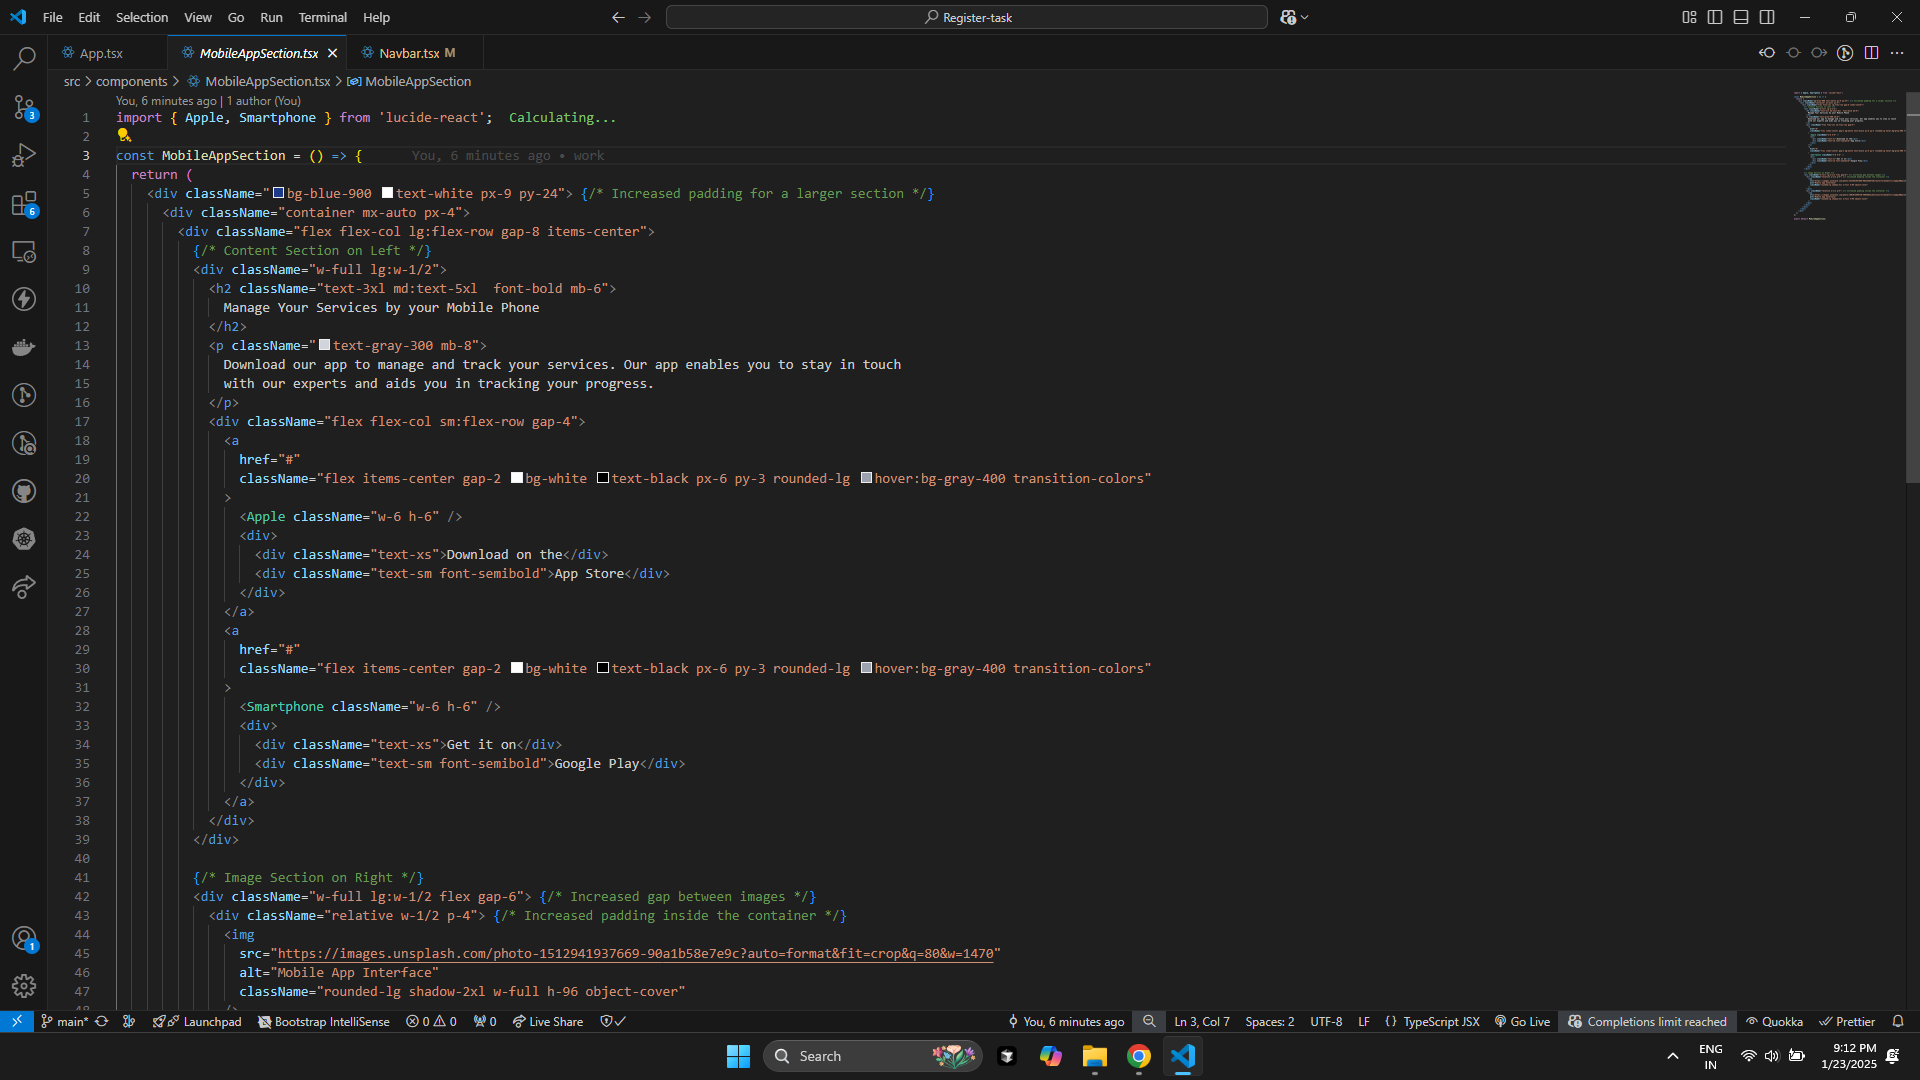 File Edit Selection View Go Run Terminal Help
Register-task
App.tsx
MobileAppSection.tsx
Navbar.tsx M
src > components > MobileAppSection.tsx > MobileAppSection
You, 6 minutes ago | 1 author (You)
1 import { Apple, Smartphone } from 'lucide-react'; Calculating...
2
3 const MobileAppSection = () => { You, 6 minutes ago • work
4 return (
5 <div className="bg-blue-900 text-white px-9 py-24"> {/* Increased padding for a larger section */}
6 <div className="container mx-auto px-4">
7 <div className="flex flex-col lg:flex-row gap-8 items-center">
8 {/* Content Section on Left */}
9 <div className="w-full lg:w-1/2">
10 <h2 className="text-3xl md:text-5xl  font-bold mb-6">
11 Manage Your Services by your Mobile Phone
12 </h2>
13 <p className="text-gray-300 mb-8">
14 Download our app to manage and track your services. Our app enables you to stay in touch
15 with our experts and aids you in tracking your progress.
16 </p>
17 <div className="flex flex-col sm:flex-row gap-4">
18 <a
19 href="#"
20 className="flex items-center gap-2 bg-white text-black px-6 py-3 rounded-lg hover:bg-gray-400 transition-colors"
21 >
22 <Apple className="w-6 h-6" />
23 <div>
24 <div className="text-xs">Download on the</div>
25 <div className="text-sm font-semibold">App Store</div>
26 </div>
27 </a>
28 <a
29 href="#"
30 className="flex items-center gap-2 bg-white text-black px-6 py-3 rounded-lg hover:bg-gray-400 transition-colors"
31 >
32 <Smartphone className="w-6 h-6" />
33 <div>
34 <div className="text-xs">Get it on</div>
35 <div className="text-sm font-semibold">Google Play</div>
36 </div>
37 </a>
38 </div>
39 </div>
40
41 {/* Image Section on Right */}
42 <div className="w-full lg:w-1/2 flex gap-6"> {/* Increased gap between images */}
43 <div className="relative w-1/2 p-4"> {/* Increased padding inside the container */}
44 <img
45 src="https://images.unsplash.com/photo-1512941937669-90a1b58e7e9c?auto=format&fit=crop&q=80&w=1470"
46 alt="Mobile App Interface"
47 className="rounded-lg shadow-2xl w-full h-96 object-cover"
48 />
3
6
1
main* Launchpad Bootstrap IntelliSense 0 0 0 Live Share You, 6 minutes ago Ln 3, Col 7 Spaces: 2 UTF-8 LF {} TypeScript JSX Go Live Completions limit reached Quokka Prettier
Search
ENG
IN
9:12 PM
1/23/2025